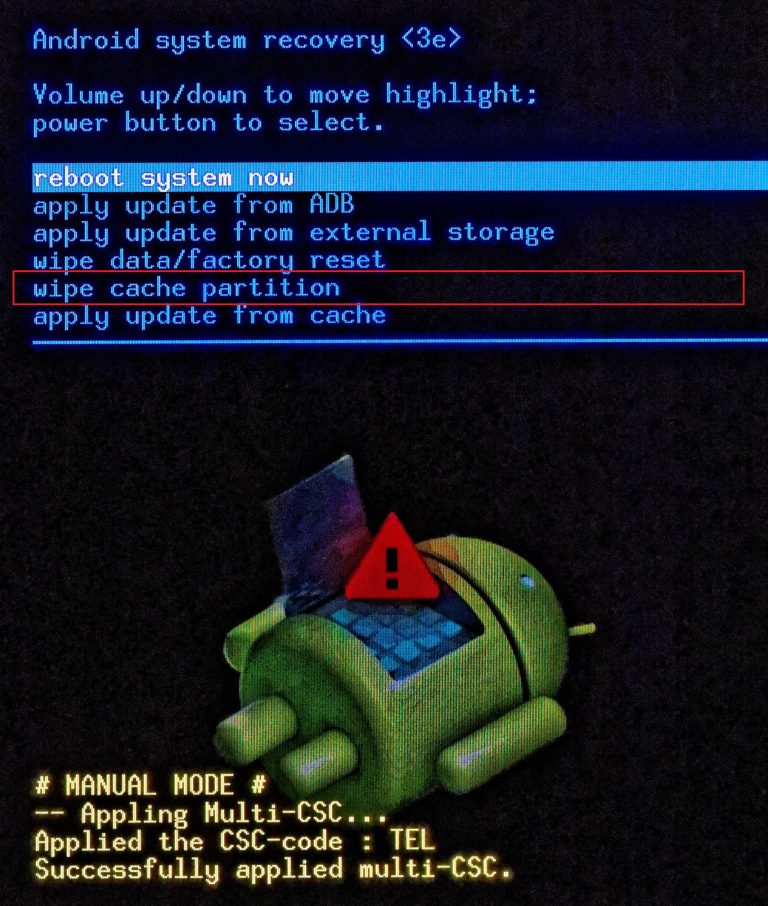 Android system recovery <3e>
Volume up/down to move highlight;
power button to select.
reboot system now
apply update from ADB
apply update from external storage
wipe data/factory reset
wipe cache partition
apply update from cache
# MANUAL MODE #
-- Appling Multi-CSC...
Applied the CSC-code : TEL
Successfully applied multi-CSC.